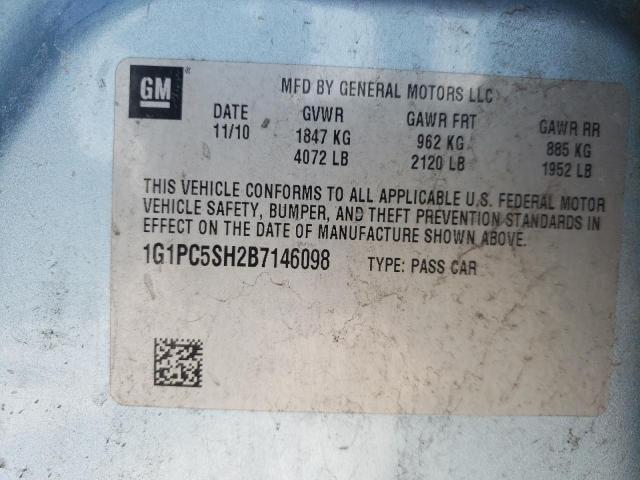 GM
MFD BY GENERAL MOTORS LLC
DATE GVWR GAWR FRT GAWR RR
11/10 1847 KG 962 KG 885 KG
4072 LB 2120 LB 1952 LB
THIS VEHICLE CONFORMS TO ALL APPLICABLE U.S. FEDERAL MOTOR
VEHICLE SAFETY, BUMPER, AND THEFT PREVENTION STANDARDS IN
EFFECT ON THE DATE OF MANUFACTURE SHOWN ABOVE.
1G1PC5SH2B7146098 TYPE: PASS CAR